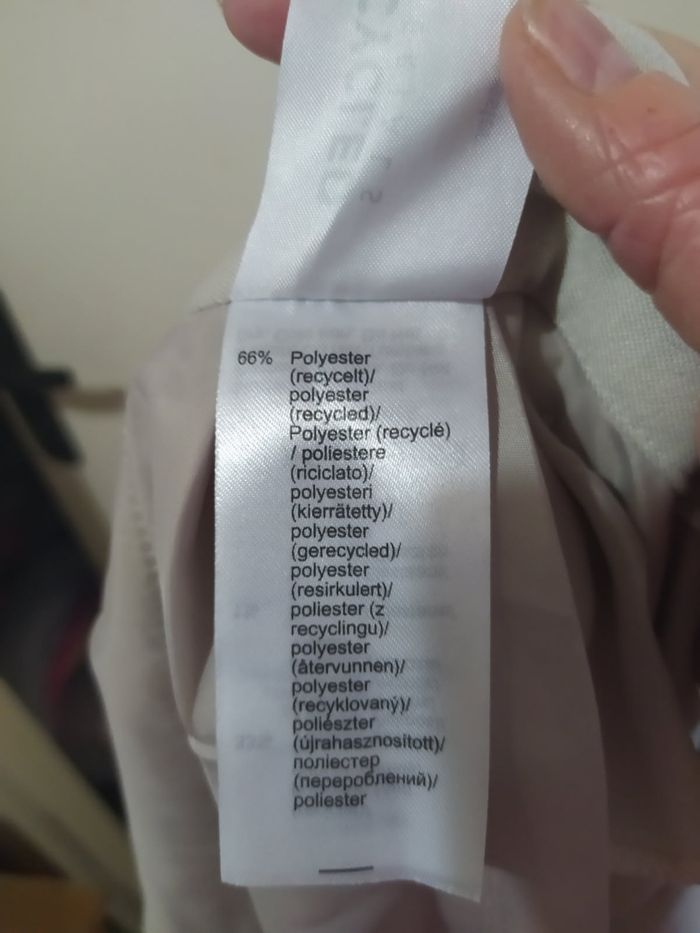 66% Polyester
(recycelt)/
polyester
(recycled)/
Polyester (recyclé)
/ poliestere
(riciclato)/
polyesteri
(kierrätetty)/
polyester
(gerecycled)/
polyester
(resirkulert)/
poliester (z
recyclingu)/
polyester
(återvunnen)/
polyester
(recyklovaný)/
poliészter
(újrahasznosított)/
поліестер
(перероблений)/
poliester